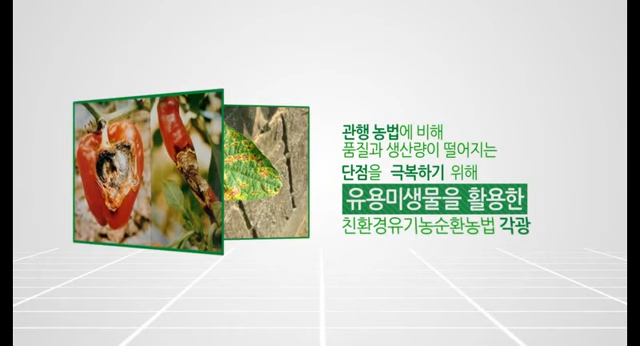 관행 농법에 비해
품질과 생산량이 떨어지는
단점을 극복하기 위해
유용미생물을 활용한
친환경유기농순환농법 각광